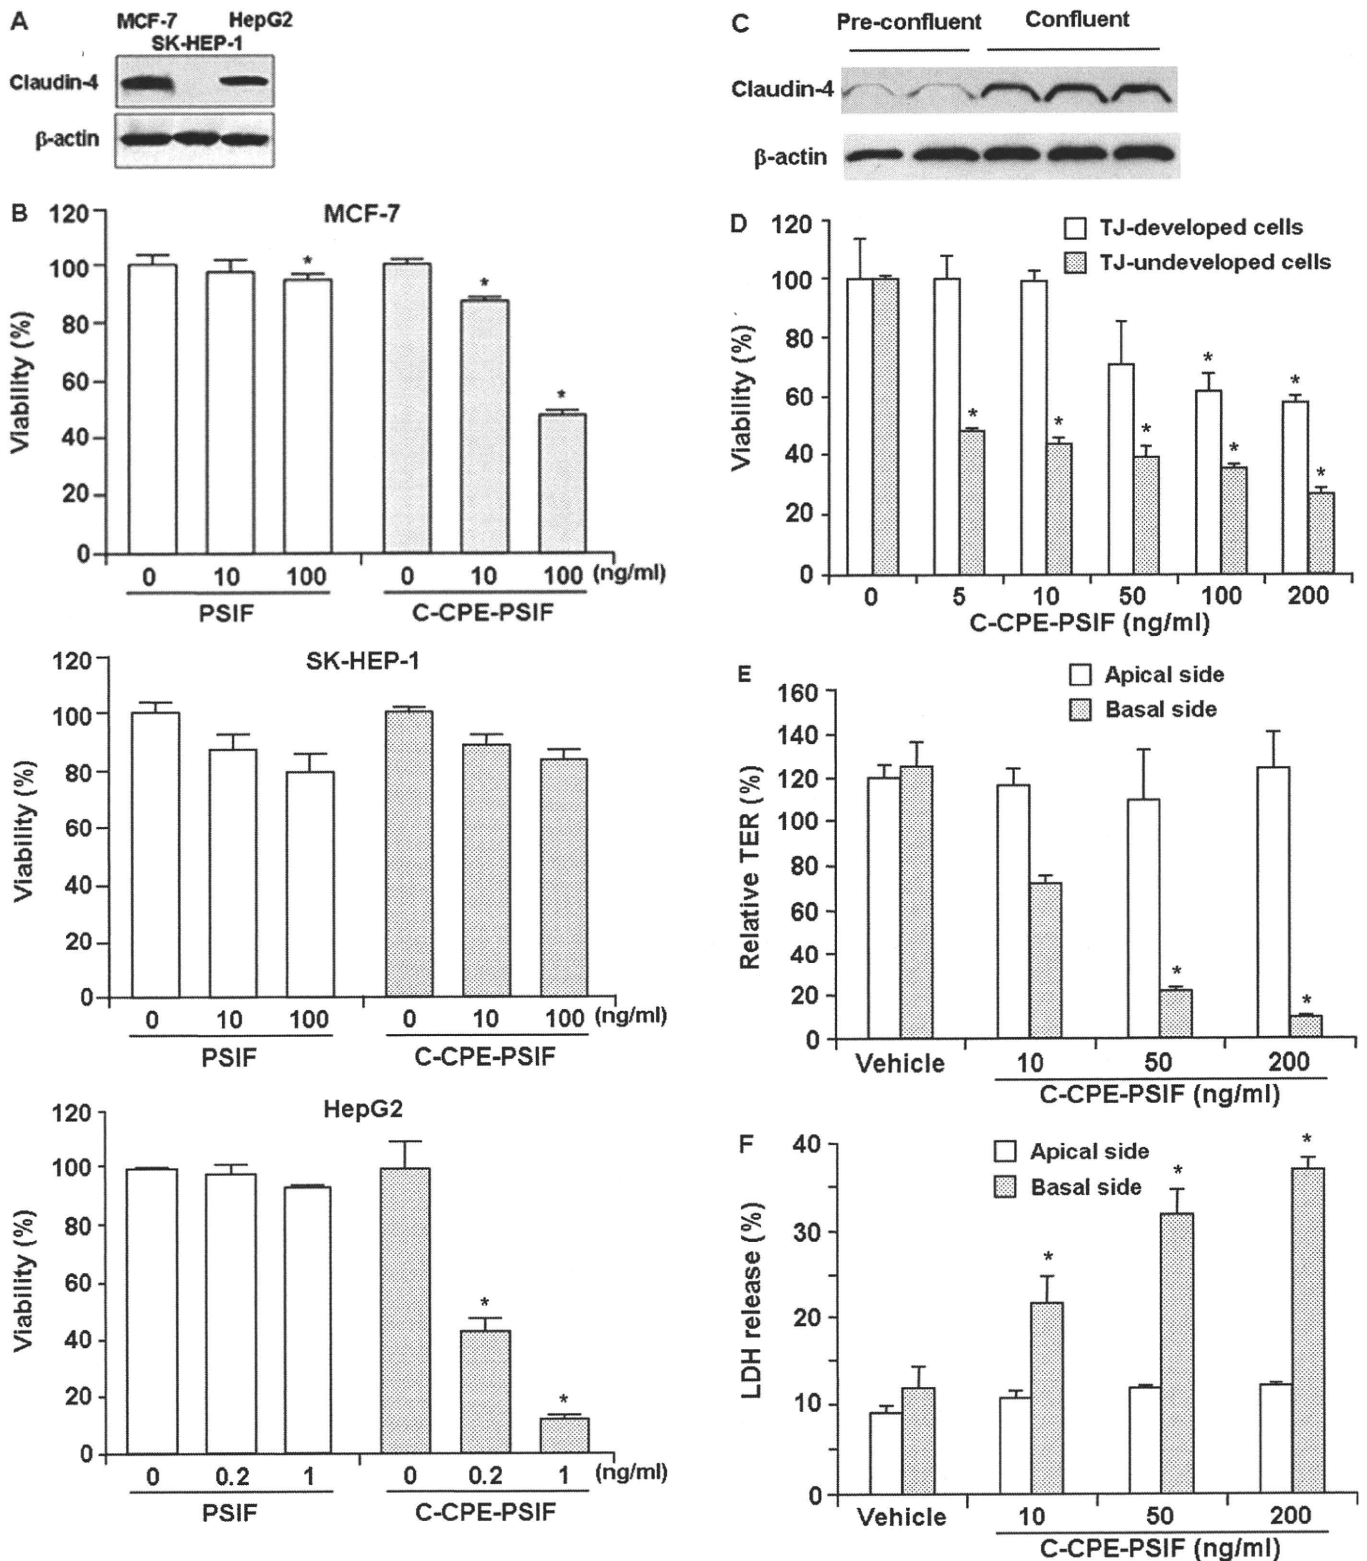 A
MCF-7 HepG2
SK-HEP-1
Claudin-4
β-actin
B
MCF-7
120
100
80
60
40
20
0
Viability (%)
0 10 100 0 10 100 (ng/ml)
PSIF C-CPE-PSIF
SK-HEP-1
120
100
80
60
40
20
0
Viability (%)
0 10 100 0 10 100 (ng/ml)
PSIF C-CPE-PSIF
HepG2
120
100
80
60
40
20
0
Viability (%)
0 0.2 1 0 0.2 1 (ng/ml)
PSIF C-CPE-PSIF
C
Pre-confluent Confluent
Claudin-4
β-actin
D
TJ-developed cells
TJ-undeveloped cells
120
100
80
60
40
20
0
Viability (%)
0 5 10 50 100 200
C-CPE-PSIF (ng/ml)
E
Apical side
Basal side
160
140
120
100
80
60
40
20
0
Relative TER (%)
Vehicle 10 50 200
C-CPE-PSIF (ng/ml)
F
Apical side
Basal side
40
30
20
10
0
LDH release (%)
Vehicle 10 50 200
C-CPE-PSIF (ng/ml)